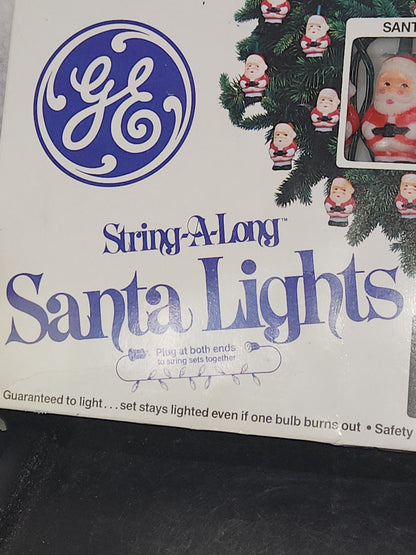 GE
SANT
String-A-Long™
Santa Lights
Plug at both ends
to string sets together
Guaranteed to light...set stays lighted even if one bulb burns out • Safety